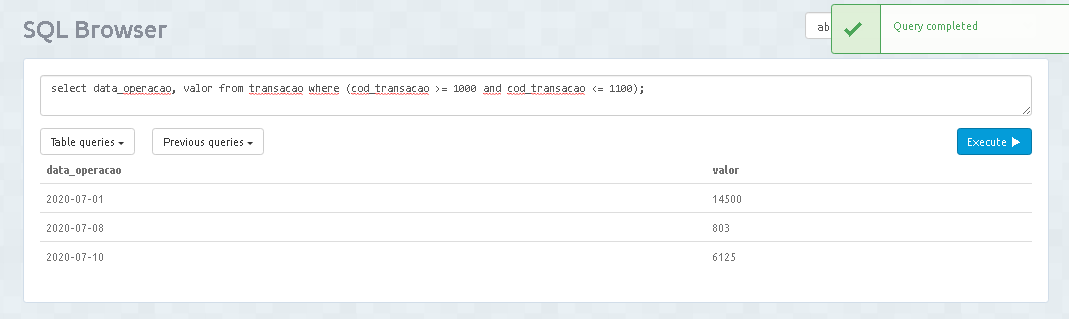 SQL Browser
ab
Query completed
select data_operacao, valor from transacao where (cod_transacao >= 1000 and cod_transacao <= 1100);
Table queries
Previous queries
Execute
data_operacao valor
2020-07-01 14500
2020-07-08 803
2020-07-10 6125